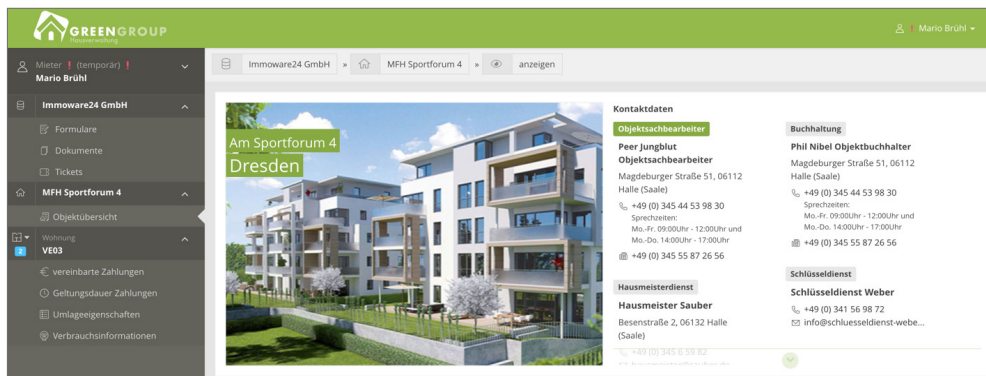 GREENGROUP
Hausverwaltung
Mario Brühl
Mieter ❗ (temporär) ❗
Mario Brühl
Immoware24 GmbH
Formulare
Dokumente
Tickets
MFH Sportforum 4
Objektübersicht
Wohnung
2
VE03
vereinbarte Zahlungen
Geltungsdauer Zahlungen
Umlageeigenschaften
Verbrauchsinformationen
Immoware24 GmbH » MFH Sportforum 4 » anzeigen
Am Sportforum 4
Dresden
Kontaktdaten
Objektsachbearbeiter
Peer Jungblut
Objektsachbearbeiter
Magdeburger Straße 51, 06112
Halle (Saale)
+49 (0) 345 44 53 98 30
Sprechzeiten:
Mo.-Fr. 09:00Uhr - 12:00Uhr und
Mo.-Do. 14:00Uhr - 17:00Uhr
+49 (0) 345 55 87 26 56
Hausmeisterdienst
Hausmeister Sauber
Besenstraße 2, 06132 Halle
(Saale)
+49 (0) 345 6 59 82
Buchhaltung
Phil Nibel Objektbuchhalter
Magdeburger Straße 51, 06112
Halle (Saale)
+49 (0) 345 44 53 98 30
Sprechzeiten:
Mo.-Fr. 09:00Uhr - 12:00Uhr und
Mo.-Do. 14:00Uhr - 17:00Uhr
+49 (0) 345 55 87 26 56
Schlüsseldienst
Schlüsseldienst Weber
+49 (0) 341 56 98 72
info@schluesseldienst-webe...